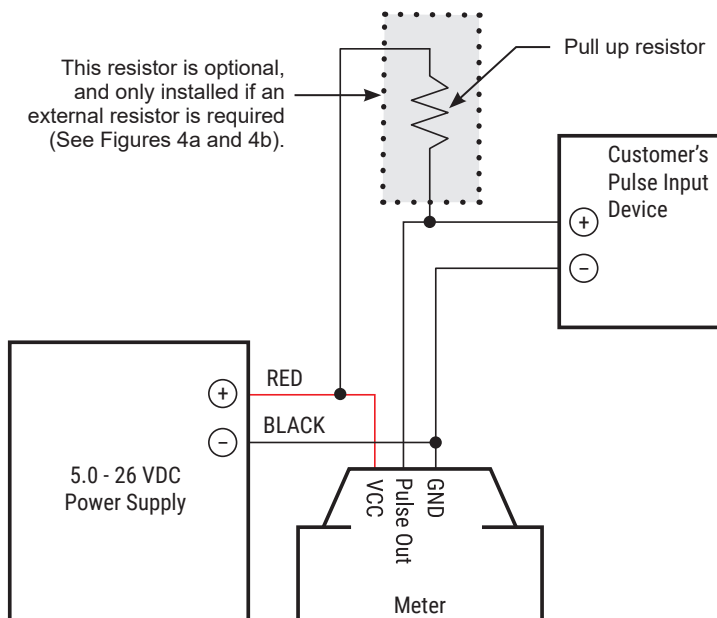 Pull up resistor
This resistor is optional,
and only installed if an
external resistor is required
(See Figures 4a and 4b).
Customer’s
Pulse Input
Device
+
−
RED
+
BLACK
−
5.0 - 26 VDC
Power Supply
VCC
Pulse Out
GND
Meter